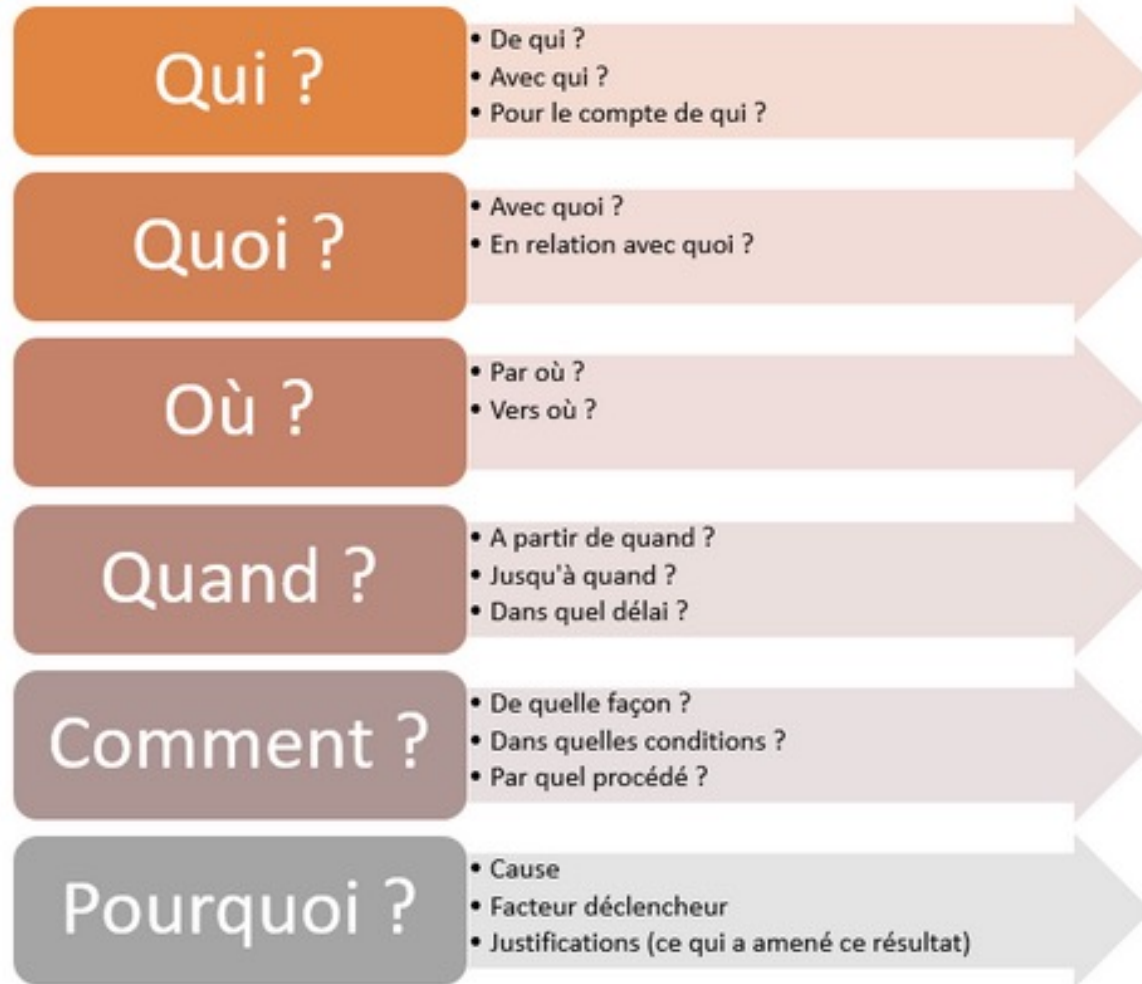 Qui ?
• De qui ?
• Avec qui ?
• Pour le compte de qui ?
Quoi ?
• Avec quoi ?
• En relation avec quoi ?
Où ?
• Par où ?
• Vers où ?
Quand ?
• A partir de quand ?
• Jusqu'à quand ?
• Dans quel délai ?
Comment ?
• De quelle façon ?
• Dans quelles conditions ?
• Par quel procédé ?
Pourquoi ?
• Cause
• Facteur déclencheur
• Justifications (ce qui a amené ce résultat)